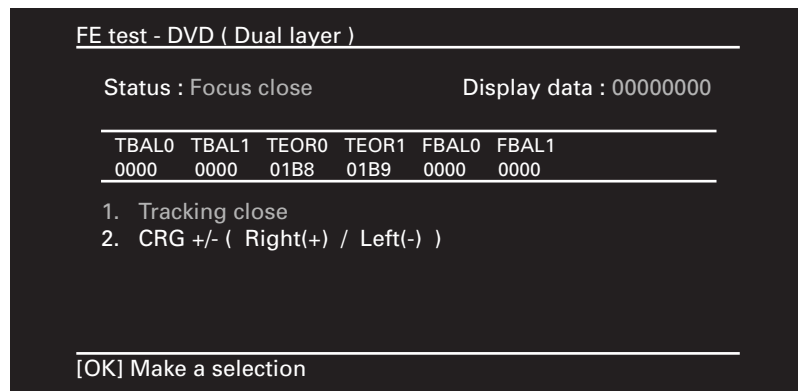 FE test - DVD ( Dual layer )
Status : Focus close Display data : 00000000
TBAL0 TBAL1 TEOR0 TEOR1 FBAL0 FBAL1
0000 0000 01B8 01B9 0000 0000
1. Tracking close
2. CRG +/- ( Right(+) / Left(-) )
[OK] Make a selection